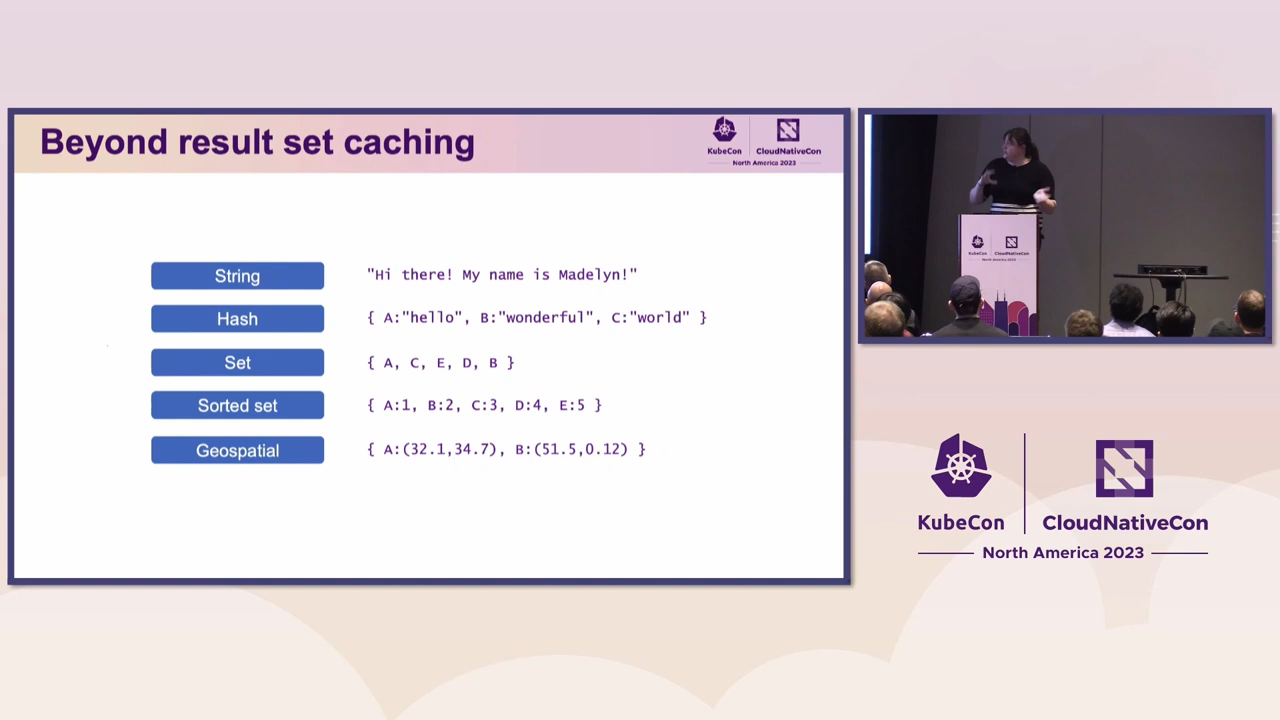 Beyond result set caching
KubeCon
CloudNativeCon
North America 2023
String
"Hi there! My name is Madelyn!"
Hash
{ A:"hello", B:"wonderful", C:"world" }
Set
{ A, C, E, D, B }
Sorted set
{ A:1, B:2, C:3, D:4, E:5 }
Geospatial
{ A:(32.1,34.7), B:(51.5,0.12) }
KubeCon
CloudNativeCon
KubeCon
CloudNativeCon
North America 2023